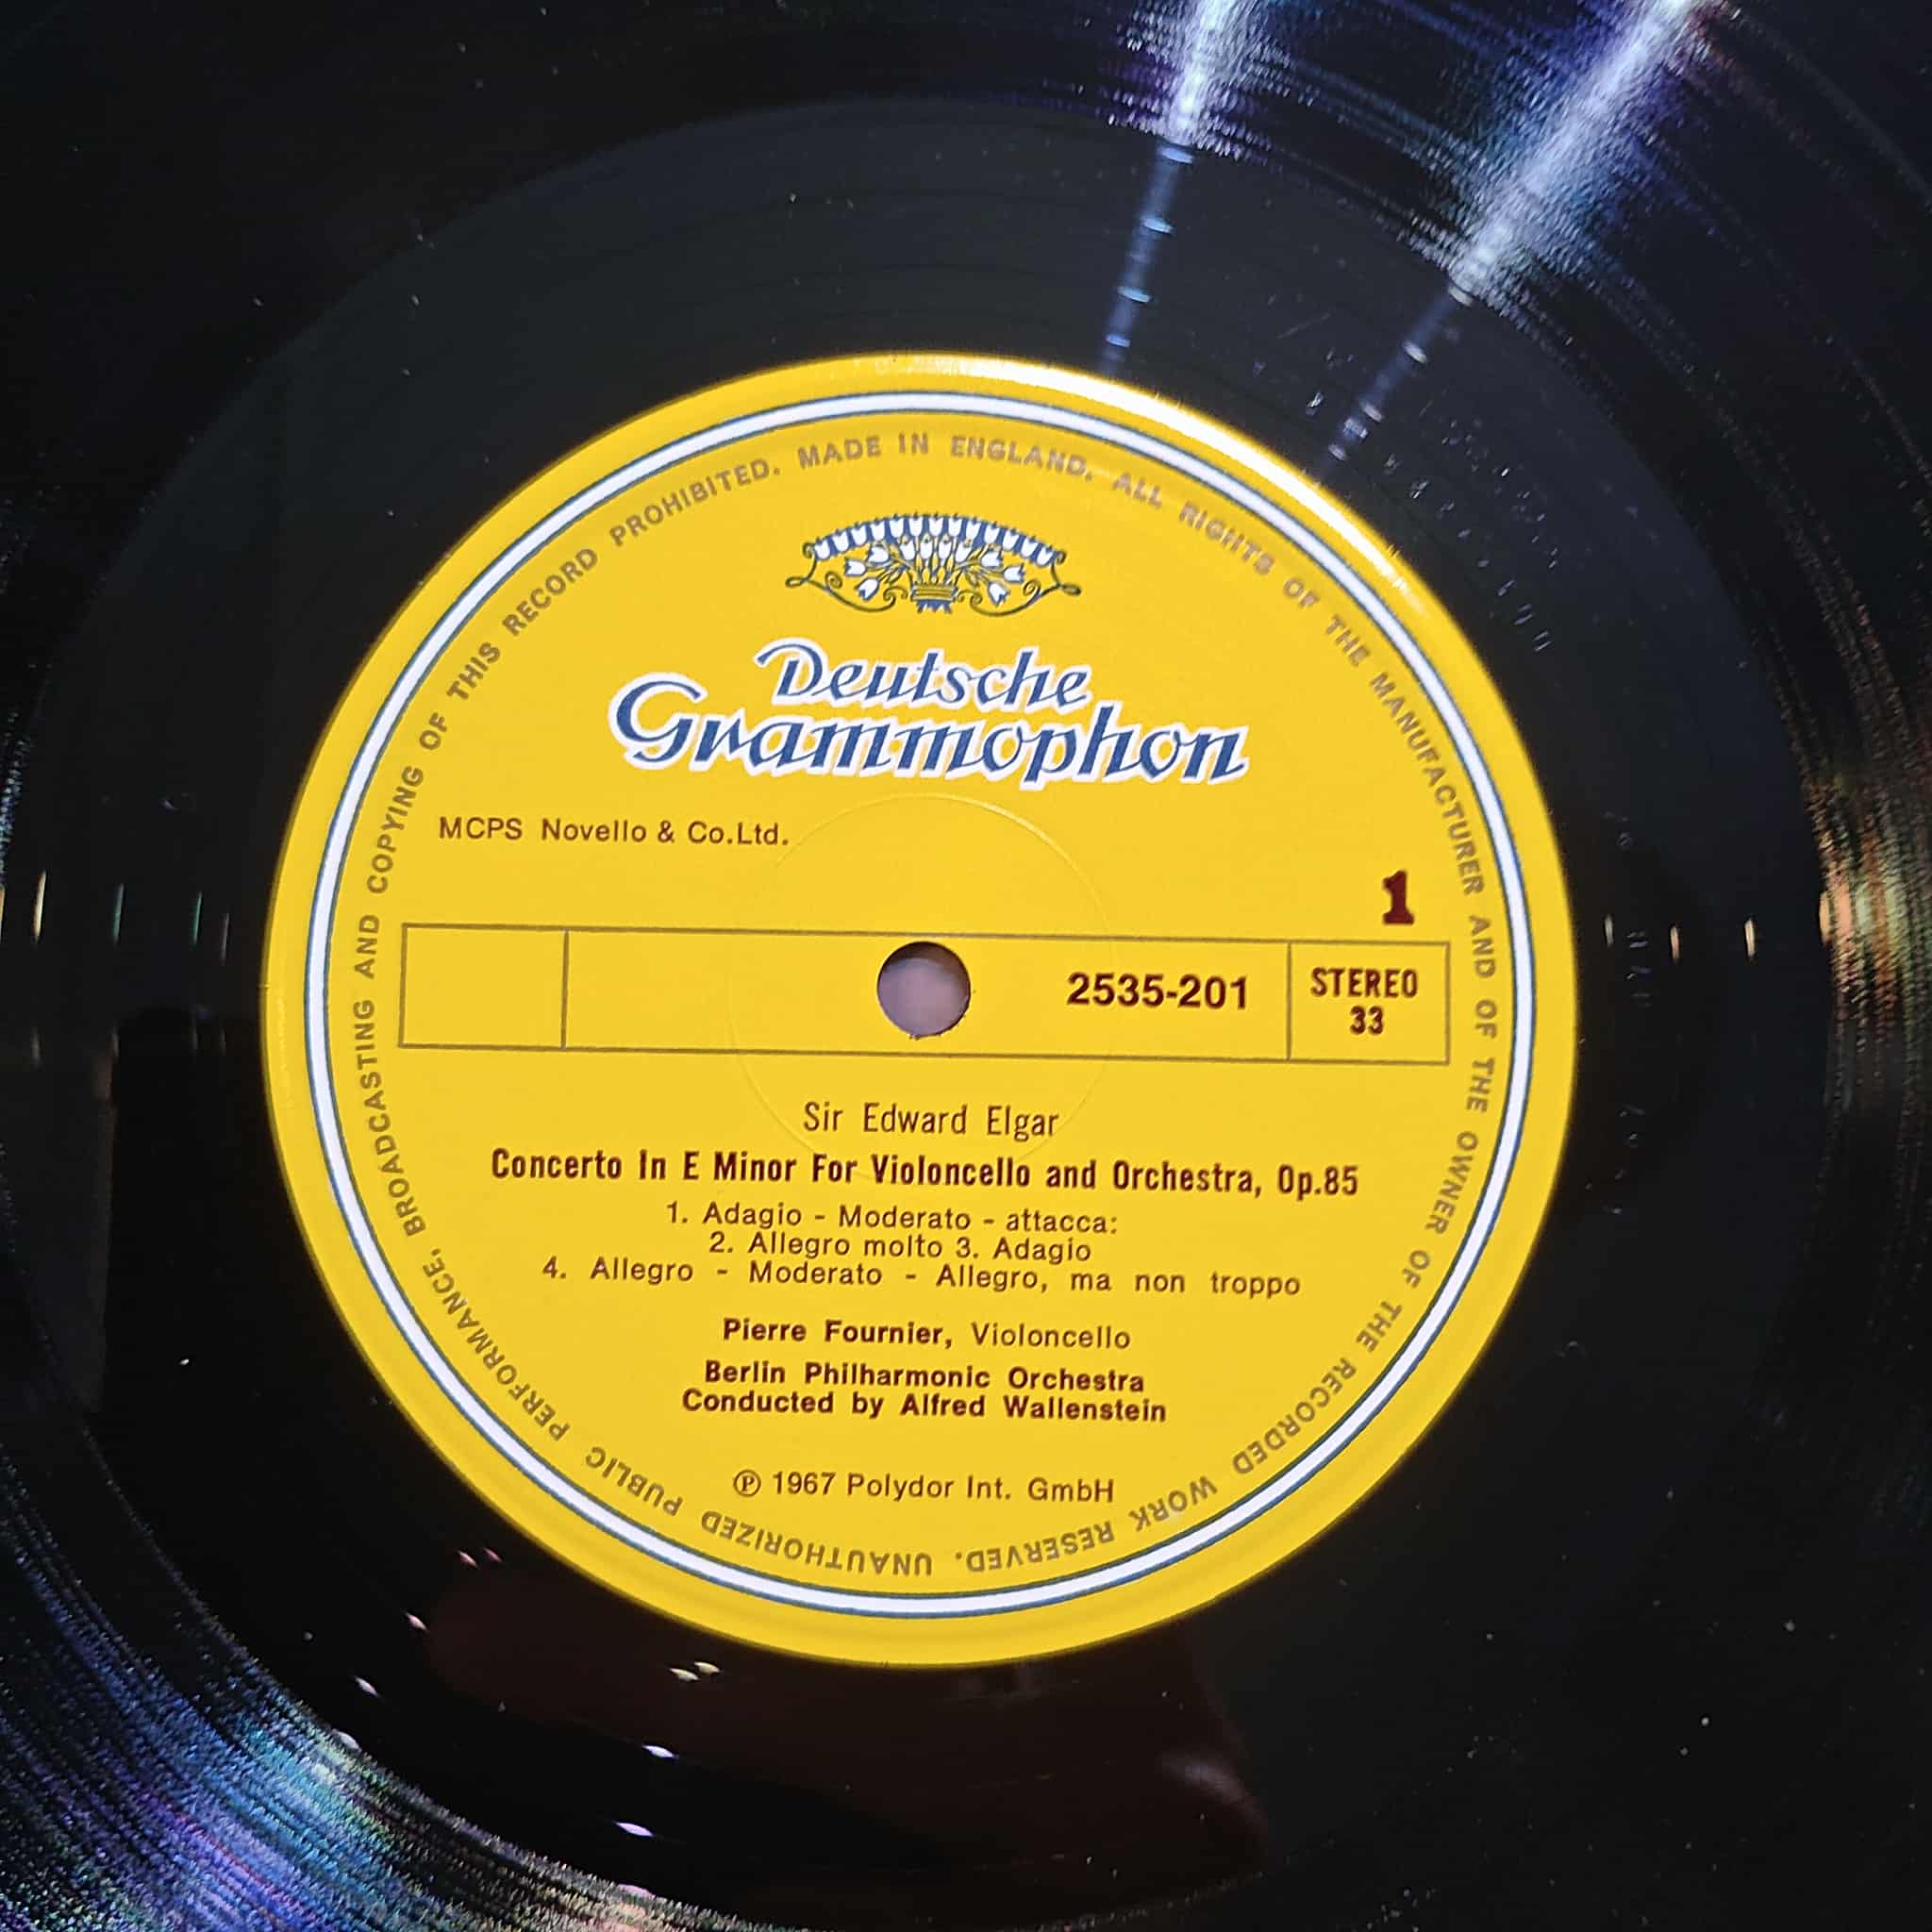 MADE IN ENGLAND. ALL RIGHTS OF THE MANUFACTURER AND OF THE OWNER OF THE RECORDED WORK RESERVED. UNAUTHORIZED PUBLIC PERFORMANCE, BROADCASTING AND COPYING OF THIS RECORD PROHIBITED.
Deutsche
Grammophon
MCPS Novello & Co.Ltd.
1
2535-201
STEREO
33
Sir Edward Elgar
Concerto In E Minor For Violoncello and Orchestra, Op.85
1. Adagio - Moderato - attacca:
2. Allegro molto 3. Adagio
4. Allegro - Moderato - Allegro, ma non troppo
Pierre Fournier, Violoncello
Berlin Philharmonic Orchestra
Conducted by Alfred Wallenstein
℗ 1967 Polydor Int. GmbH